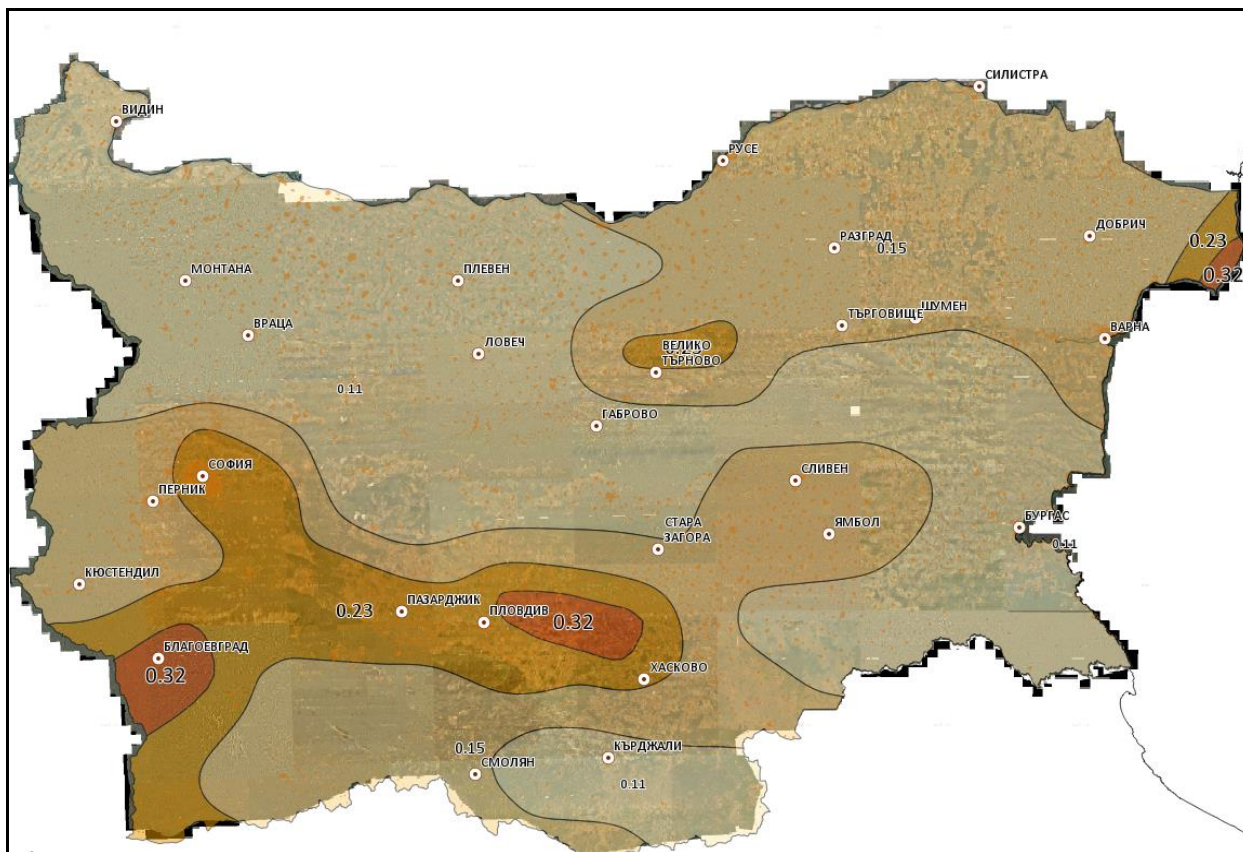 СИЛИСТРА
ВИДИН
РУСЕ
ДОБРИЧ
0.23
РАЗГРАД
0.15
МОНТАНА
ПЛЕВЕН
0.32
ШУМЕН
ТЪРГОВИЩЕ
ВРАЦА
ВАРНА
ЛОВЕЧ
ВЕЛИКО
0.23
ТЪРНОВО
0.11
ГАБРОВО
СОФИЯ
СЛИВЕН
ПЕРНИК
СТАРА
ЗАГОРА
ЯМБОЛ
БУРГАС
0.11
КЮСТЕНДИЛ
0.23
ПАЗАРДЖИК
ПЛОВДИВ
0.32
БЛАГОЕВГРАД
0.32
ХАСКОВО
0.15
СМОЛЯН
КЪРДЖАЛИ
0.11